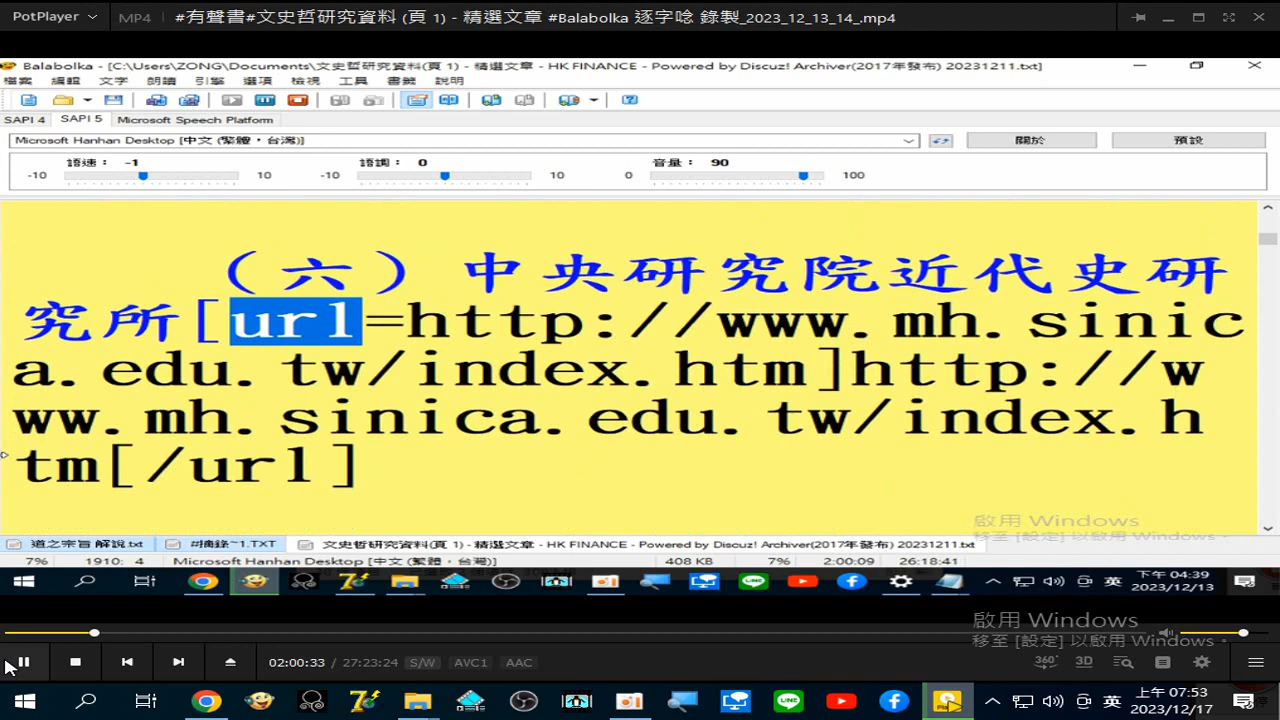 PotPlayer
MP4
#有聲書#文史哲研究資料 (頁 1) - 精選文章 #Balabolka 逐字唸 錄製_2023_12_13_14_.mp4
Balabolka - [C:\Users\ZONG\Documents\文史哲研究資料(頁 1) - 精選文章 - HK FINANCE - Powered by Discuz! Archiver(2017年發布) 20231211.txt]
檔案 編輯 文字 朗讀 引擎 選項 檢視 工具 書籤 說明
SAPI 4 SAPI 5 Microsoft Speech Platform
Microsoft Hanhan Desktop [中文 (繁體，台灣)]
關於
預設
語速： -1 語調： 0 音量： 90
-10 10 -10 10 0 100
（六）中央研究院近代史研
究所[url=http://www.mh.sinic
a.edu.tw/index.htm]http://w
ww.mh.sinica.edu.tw/index.h
tm[/url]
啟用 Windows
移至 [設定] 以啟用 Windows。
道之宗旨 解說.txt #摘錄~1.TXT 文史哲研究資料(頁 1) - 精選文章 - HK FINANCE - Powered by Discuz! Archiver(2017年發布) 20231211.txt
7% 1910: 4 Microsoft Hanhan Desktop [中文 (繁體，台灣)] 408 KB 7% 2:00:09 26:18:41
英 下午 04:39
2023/12/13
啟用 Windows
移至 [設定] 以啟用 Windows。
02:00:33 / 27:23:24 S/W AVC1 AAC 360° 3D
英 上午 07:53
2023/12/17